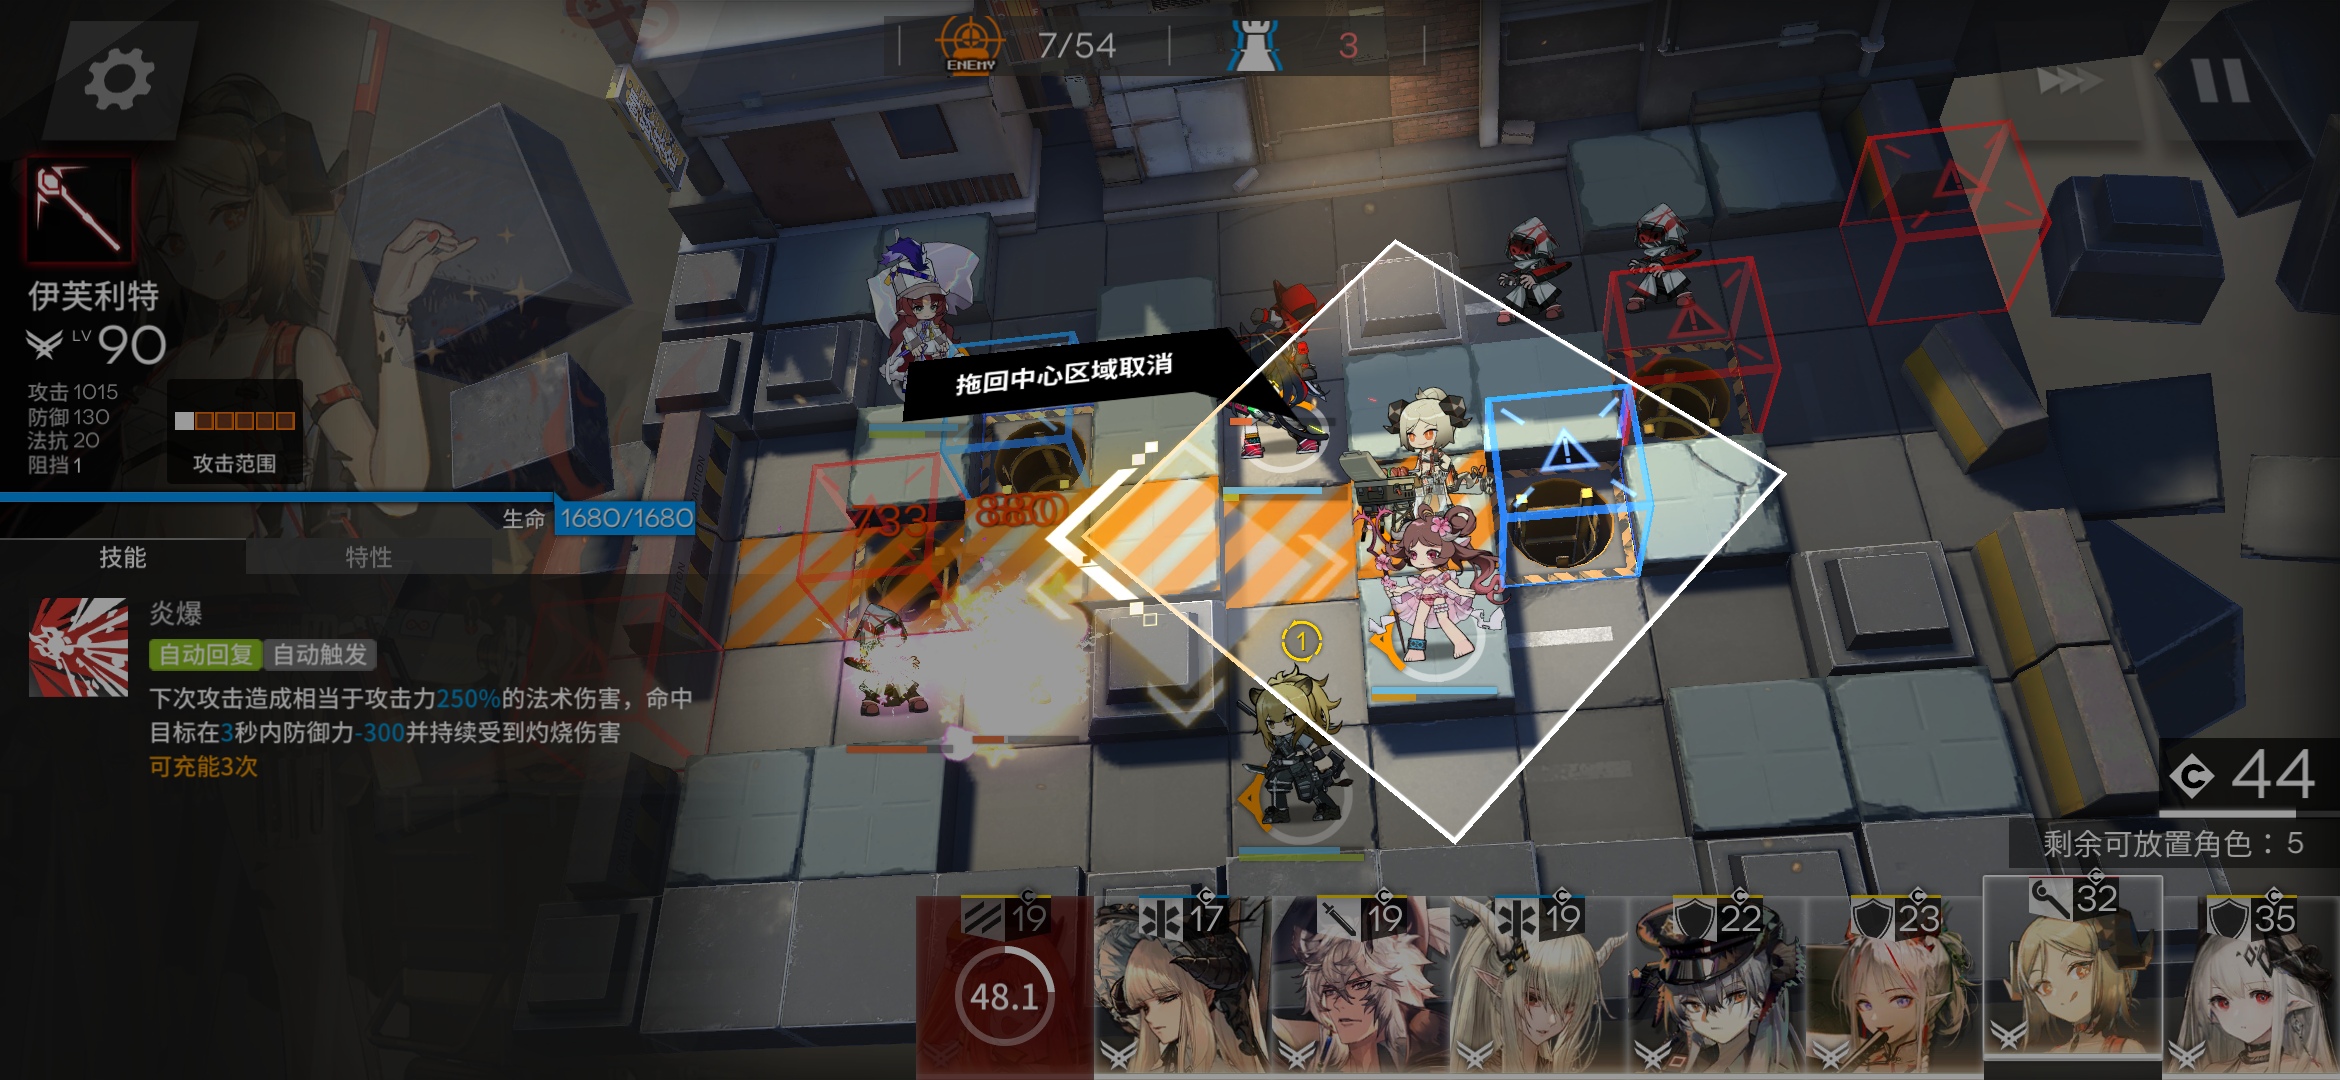 ENEMY
7/54
3
伊芙利特
LV 90
攻击 1015
防御 130
法抗 20
阻挡 1
攻击范围
生命 1680/1680
技能
特性
炎爆
自动回复 自动触发
下次攻击造成相当于攻击力250%的法术伤害，命中
目标在3秒内防御力-300并持续受到灼烧伤害
可充能3次
拖回中心区域取消
733
880
1
C 44
剩余可放置角色：5
19
48.1
17
19
19
22
23
32
35